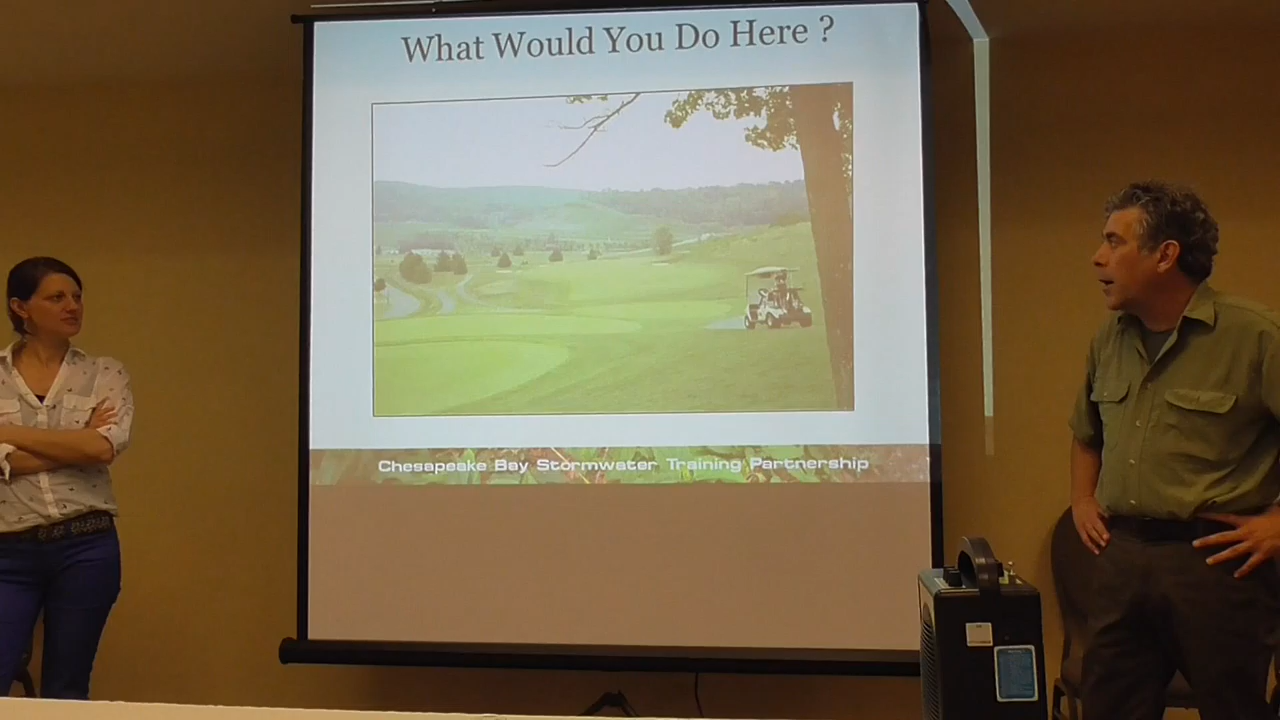 What Would You Do Here ?
Chesapeake Bay Stormwater Training Partnership